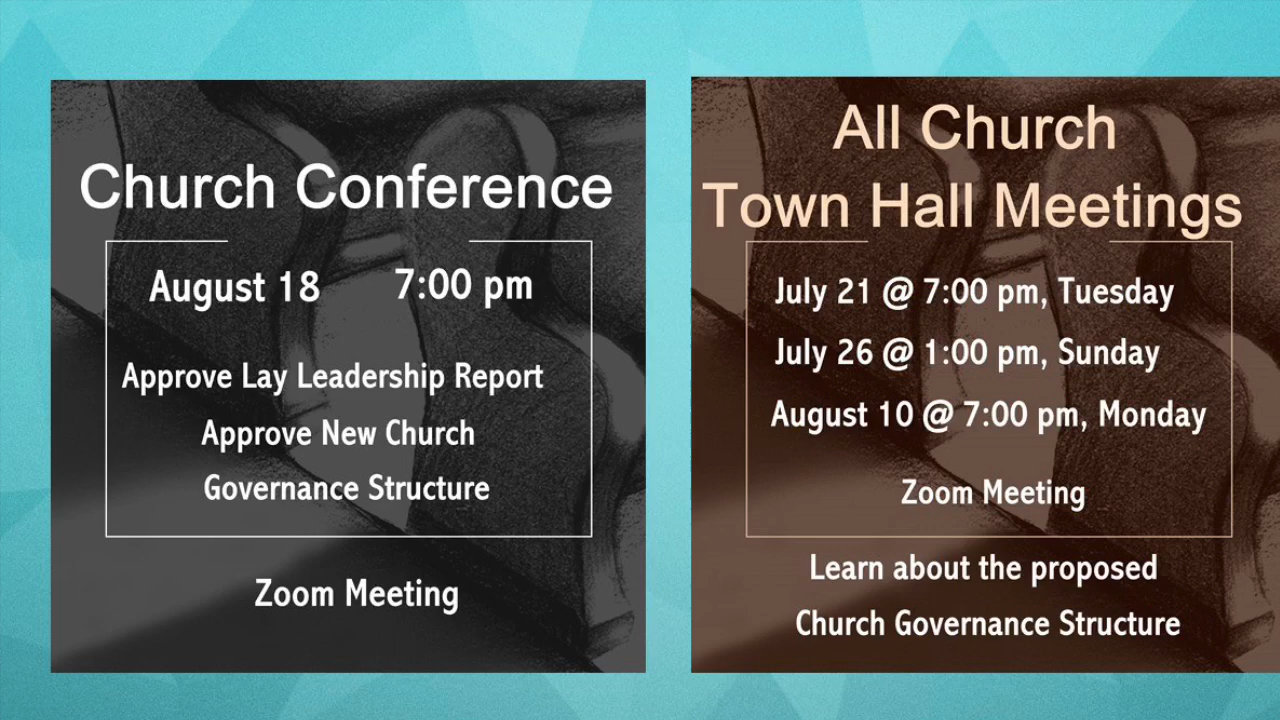 Church Conference
August 18 7:00 pm
Approve Lay Leadership Report
Approve New Church
Governance Structure
Zoom Meeting
All Church
Town Hall Meetings
July 21 @ 7:00 pm, Tuesday
July 26 @ 1:00 pm, Sunday
August 10 @ 7:00 pm, Monday
Zoom Meeting
Learn about the proposed
Church Governance Structure